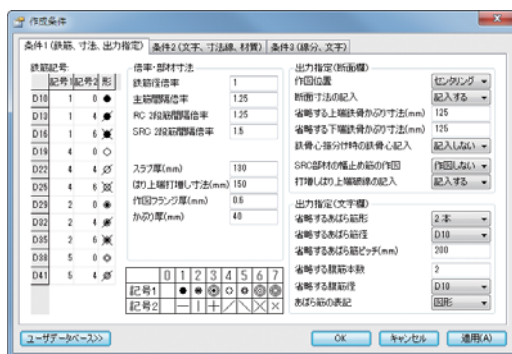 作成条件
条件1(鉄筋、寸法、出力指定) 条件2(文字、寸法線、材質) 条件3(線分、文字)
鉄筋記号
記号1 記号2 形
D10 1 0
D13 1 4
D16 1 6
D19 4 0
D22 4 4
D25 4 6
D29 2 0
D32 2 4
D35 2 6
D38 5 0
D41 5 4
倍率・部材寸法
鉄筋径倍率 1
主筋間隔倍率 1.25
RC 2段筋間隔倍率 1.25
SRC 2段筋間隔倍率 1.5
スラブ厚(mm) 130
はり上端打増し寸法(mm) 150
作図フランジ厚(mm) 0.6
かぶり厚(mm) 40
0 1 2 3 4 5 6 7
記号1
記号2
出力指定(断面欄)
作図位置 センタリング
断面寸法の記入 記入する
省略する上端鉄骨かぶり寸法(mm) 125
省略する下端鉄骨かぶり寸法(mm) 125
鉄骨心振分け時の鉄骨心記入 記入しない
SRC部材の幅止め筋の作図 作図しない
打増しはり上端破線の記入 記入する
出力指定(文字欄)
省略するあばら筋形 2本
省略するあばら筋径 D10
省略するあばら筋ピッチ(mm) 200
省略する腹筋本数 2
省略する腹筋径 D10
あばら筋の表記 図形
ユーザデータベース>>
OK キャンセル 適用(A)